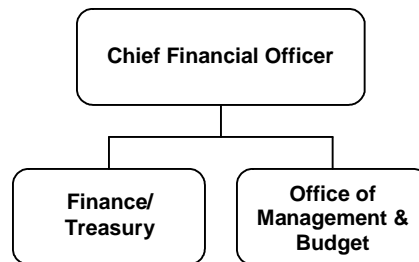 Chief Financial Officer
Finance/
Treasury
Office of
Management &
Budget